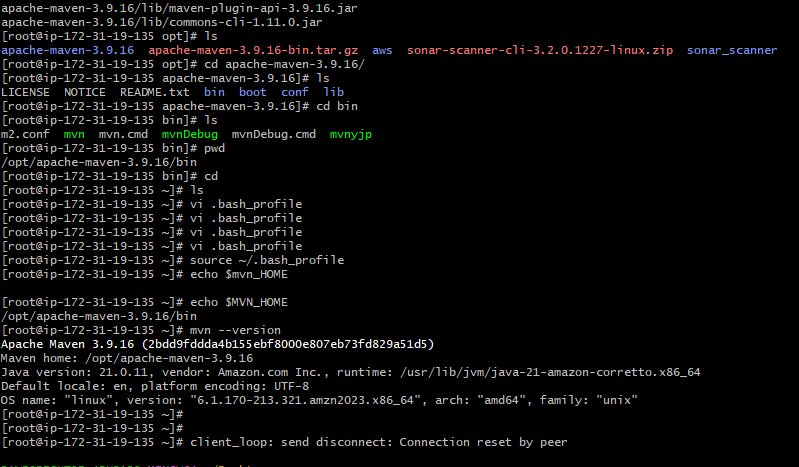 apache-maven-3.9.16/lib/maven-plugin-api-3.9.16.jar
apache-maven-3.9.16/lib/commons-cli-1.11.0.jar
[root@ip-172-31-19-135 opt]# ls
apache-maven-3.9.16  apache-maven-3.9.16-bin.tar.gz  aws  sonar-scanner-cli-3.2.0.1227-linux.zip  sonar_scanner
[root@ip-172-31-19-135 opt]# cd apache-maven-3.9.16/
[root@ip-172-31-19-135 apache-maven-3.9.16]# ls
LICENSE  NOTICE  README.txt  bin  boot  conf  lib
[root@ip-172-31-19-135 apache-maven-3.9.16]# cd bin
[root@ip-172-31-19-135 bin]# ls
m2.conf  mvn  mvn.cmd  mvnDebug  mvnDebug.cmd  mvnyjp
[root@ip-172-31-19-135 bin]# pwd
/opt/apache-maven-3.9.16/bin
[root@ip-172-31-19-135 bin]# cd
[root@ip-172-31-19-135 ~]# ls
[root@ip-172-31-19-135 ~]# vi .bash_profile
[root@ip-172-31-19-135 ~]# vi .bash_profile
[root@ip-172-31-19-135 ~]# vi .bash_profile
[root@ip-172-31-19-135 ~]# vi .bash_profile
[root@ip-172-31-19-135 ~]# source ~/.bash_profile
[root@ip-172-31-19-135 ~]# echo $mvn_HOME
[root@ip-172-31-19-135 ~]# echo $MVN_HOME
/opt/apache-maven-3.9.16/bin
[root@ip-172-31-19-135 ~]# mvn --version
Apache Maven 3.9.16 (2bdd9fddda4b155ebf8000e807eb73fd829a51d5)
Maven home: /opt/apache-maven-3.9.16
Java version: 21.0.11, vendor: Amazon.com Inc., runtime: /usr/lib/jvm/java-21-amazon-corretto.x86_64
Default locale: en, platform encoding: UTF-8
OS name: "linux", version: "6.1.170-213.321.amzn2023.x86_64", arch: "amd64", family: "unix"
[root@ip-172-31-19-135 ~]#
[root@ip-172-31-19-135 ~]#
[root@ip-172-31-19-135 ~]# client_loop: send disconnect: Connection reset by peer